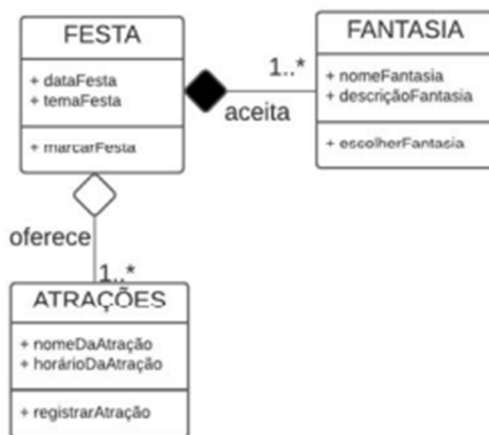 FESTA
+ dataFesta
+ temaFesta
+ marcarFesta
1..*
aceita
FANTASIA
+ nomeFantasia
+ descriçãoFantasia
+ escolherFantasia
oferece
1..*
ATRAÇÕES
+ nomeDaAtração
+ horárioDaAtração
+ registrarAtração